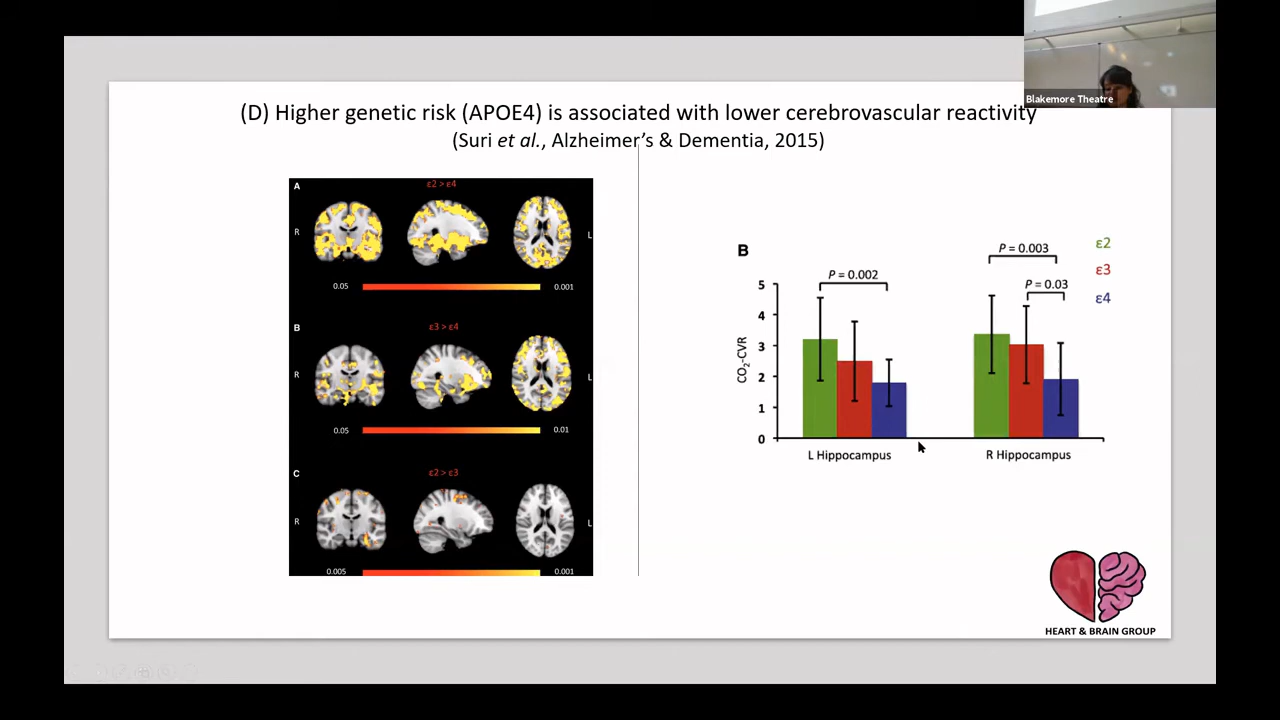 Blakemore Theatre
(D) Higher genetic risk (APOE4) is associated with lower cerebrovascular reactivity
(Suri et al., Alzheimer's & Dementia, 2015)
A
ε2 > ε4
R
L
0.05
0.001
B
ε3 > ε4
R
L
0.05
0.01
C
ε2 > ε3
R
L
0.005
0.001
B
ε2
ε3
ε4
P = 0.002
P = 0.003
P = 0.03
CO₂-CVR
5
4
3
2
1
0
L Hippocampus
R Hippocampus
HEART & BRAIN GROUP